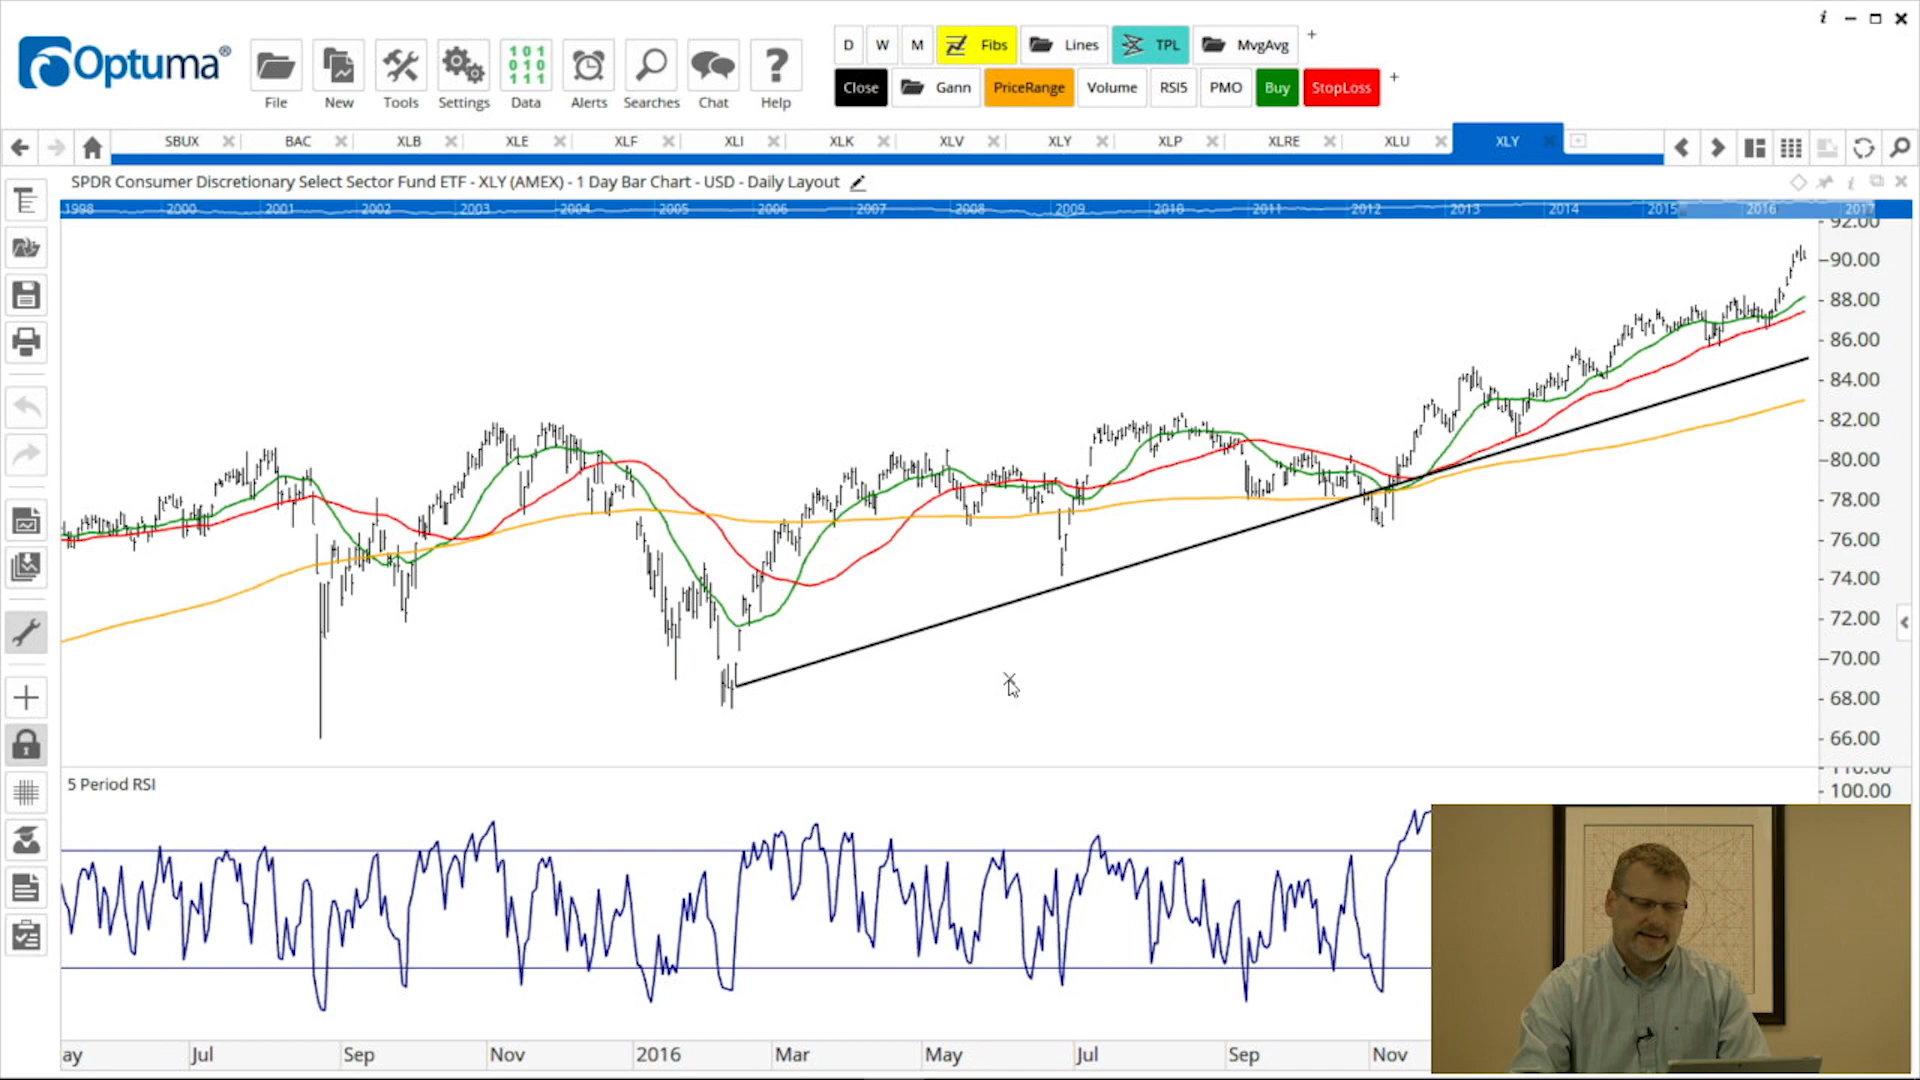 i
Optuma®
File New Tools Settings Data Alerts Searches Chat Help
101
010
111
D W M Fibs Lines TPL MvgAvg +
Close Gann PriceRange Volume RSI5 PMO Buy StopLoss +
SBUX BAC XLB XLE XLF XLI XLK XLV XLY XLP XLRE XLU XLY
SPDR Consumer Discretionary Select Sector Fund ETF - XLY (AMEX) - 1 Day Bar Chart - USD - Daily Layout
1998 2000 2001 2002 2003 2004 2005 2006 2007 2008 2009 2010 2011 2012 2013 2014 2015 2016 2017
92.00
90.00
88.00
86.00
84.00
82.00
80.00
78.00
76.00
74.00
72.00
70.00
68.00
66.00
110.00
5 Period RSI
100.00
ay Jul Sep Nov 2016 Mar May Jul Sep Nov